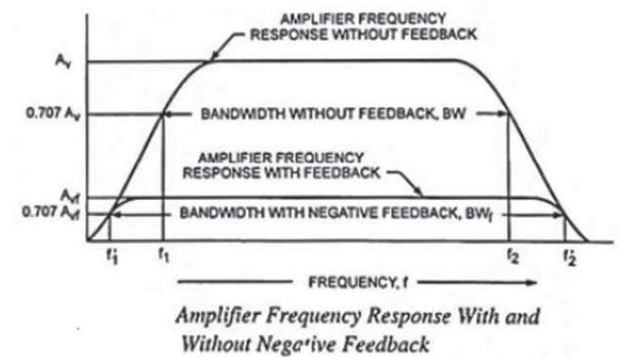 AMPLIFIER FREQUENCY
RESPONSE WITHOUT FEEDBACK
Av
0.707 Av
BANDWIDTH WITHOUT FEEDBACK, BW
AMPLIFIER FREQUENCY
RESPONSE WITH FEEDBACK
Avf
0.707 Avf
BANDWIDTH WITH NEGATIVE FEEDBACK, BWf
f1' f1 f2 f2'
FREQUENCY, f
Amplifier Frequency Response With and
Without Negative Feedback